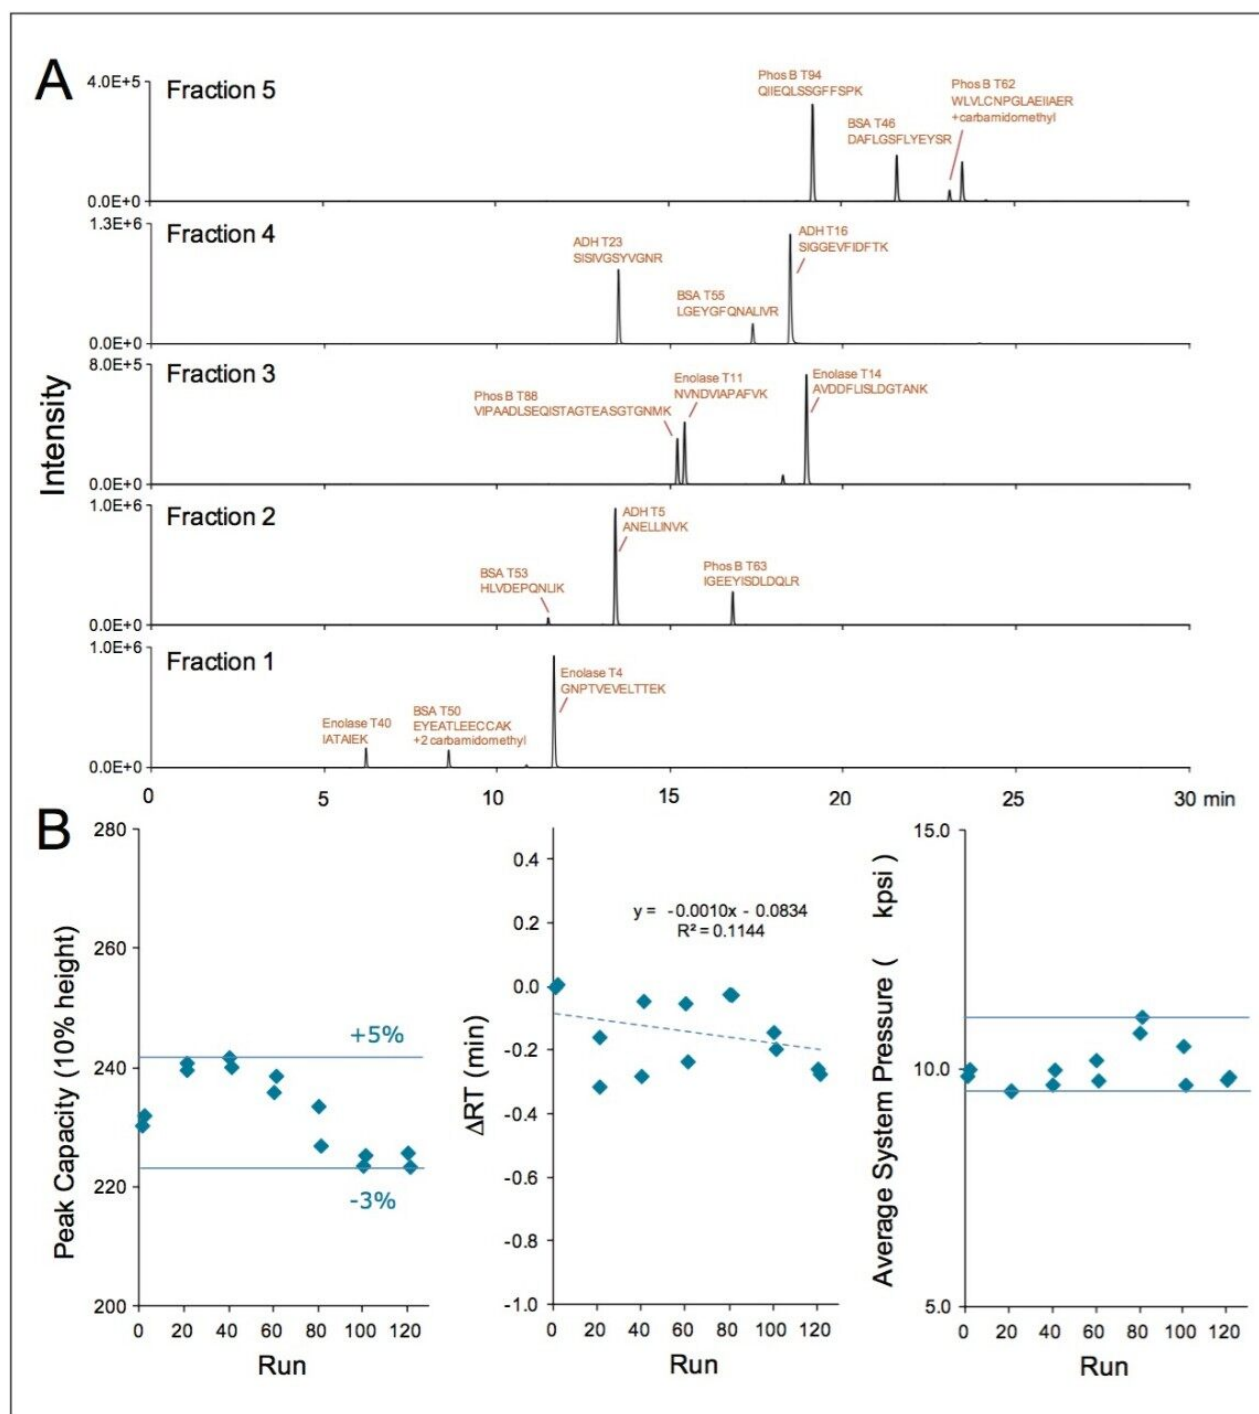 A
Fraction 5
4.0E+5
0.0E+0
Phos B T94
QIIEQLSSGFFSPK
BSA T46
DAFLGSFLYEYSR
Phos B T62
WLVLCNPGLAEIIAER
+carbamidomethyl
Fraction 4
1.3E+6
0.0E+0
ADH T23
SISIVGSYVGNR
BSA T55
LGEYGFQNALIVR
ADH T16
SIGGEVFIDFTK
Intensity
Fraction 3
8.0E+5
0.0E+0
Phos B T88
VIPAADLSEQISTAGTEASGTGNMK
Enolase T11
NVNDVIAPAFVK
Enolase T14
AVDDFLISLDGTANK
Fraction 2
1.0E+6
0.0E+0
BSA T53
HLVDEPQNLIK
ADH T5
ANELLINVK
Phos B T63
IGEEYISDLDQLR
Fraction 1
1.0E+6
0.0E+0
Enolase T40
IATAIEK
BSA T50
EYEATLEECCAK
+2 carbamidomethyl
Enolase T4
GNPTVEVELTTEK
0 5 10 15 20 25 30 min
B
Peak Capacity (10% height)
280
260
240
220
200
+5%
-3%
0 20 40 60 80 100 120
Run
ΔRT (min)
0.4
0.2
0.0
-0.2
-0.4
-0.6
-0.8
-1.0
y = -0.0010x - 0.0834
R² = 0.1144
0 20 40 60 80 100 120
Run
Average System Pressure ( kpsi )
15.0
10.0
5.0
0 20 40 60 80 100 120
Run